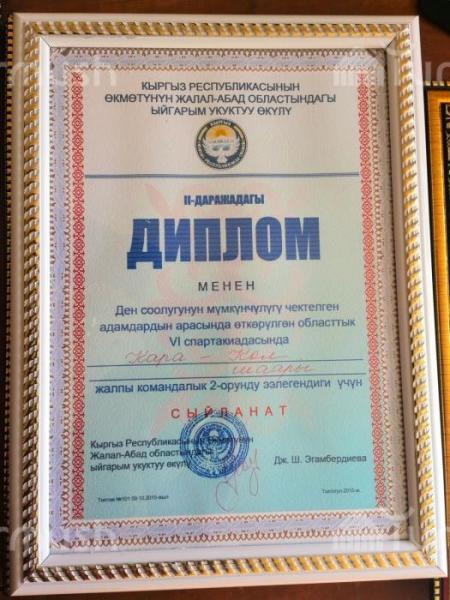 КЫРГЫЗ РЕСПУБЛИКАСЫНЫН
ӨКМӨТҮНҮН ЖАЛАЛ-АБАД ОБЛАСТЫНДАГЫ
ЫЙГАРЫМ УКУКТУУ ӨКҮЛҮ
II-ДАРАЖАДАГЫ
ДИПЛОМ
МЕНЕН
Ден соолугунун мүмкүнчүлүгү чектелген
адамдардын арасында өткөрүлгөн областтык
VI спартакиадасында
Кара - Көл
шаары
жалпы командалык 2-орунду ээлегендиги үчүн
СЫЙЛАНАТ
Кыргыз Республикасынын Өкмөтүнүн
Жалал-Абад областындагы
ыйгарым укуктуу өкүлү
Дж. Ш. Эгамбердиева